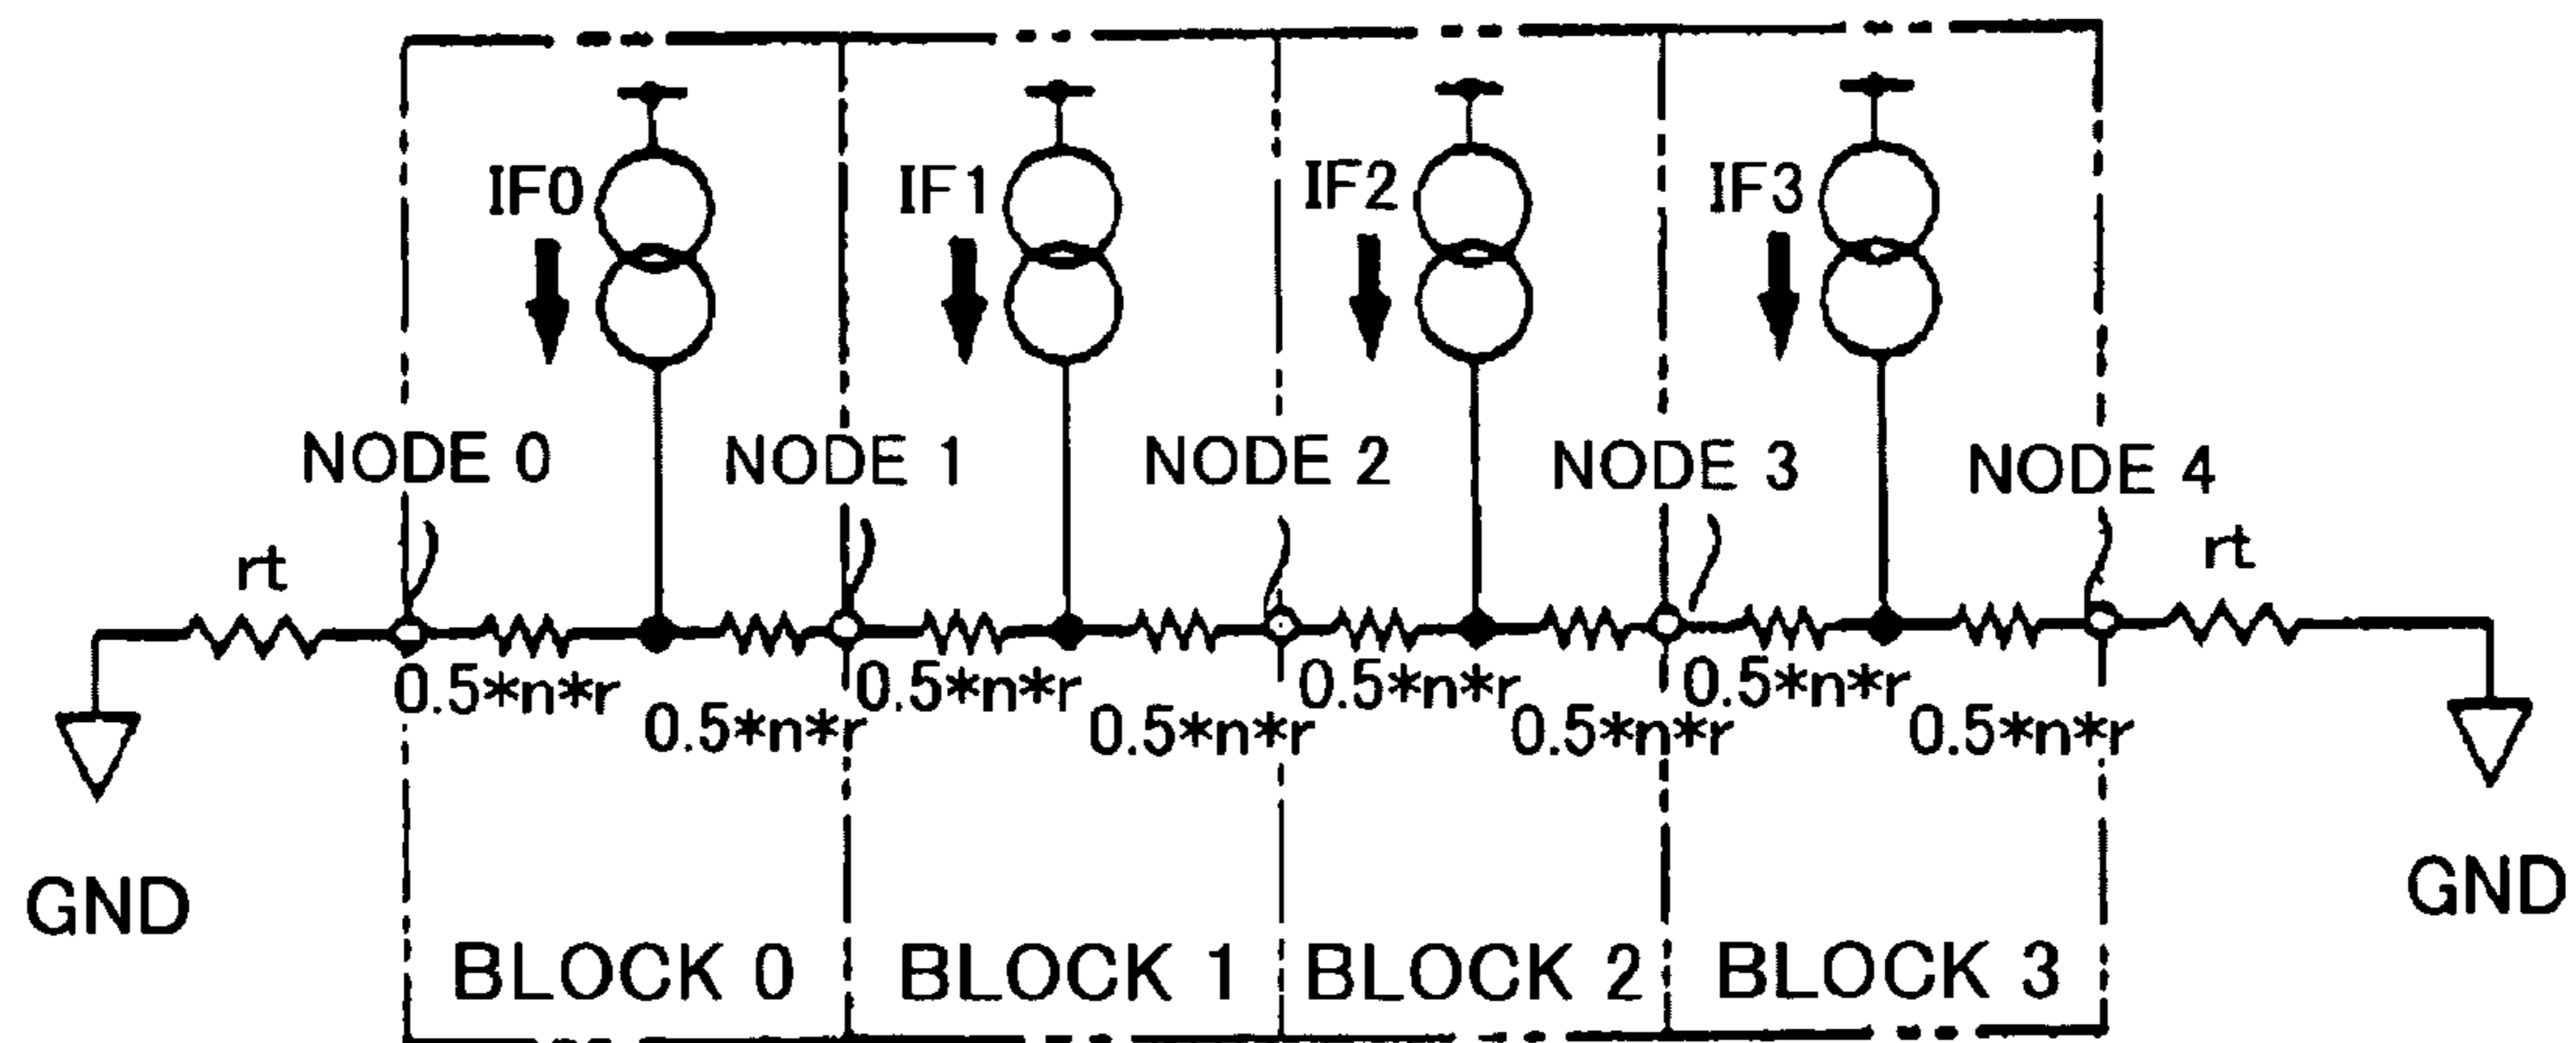 IF0 IF1 IF2 IF3
NODE 0 NODE 1 NODE 2 NODE 3 NODE 4
rt rt
0.5*n*r 0.5*n*r 0.5*n*r 0.5*n*r
0.5*n*r 0.5*n*r 0.5*n*r 0.5*n*r
GND GND
BLOCK 0 BLOCK 1 BLOCK 2 BLOCK 3